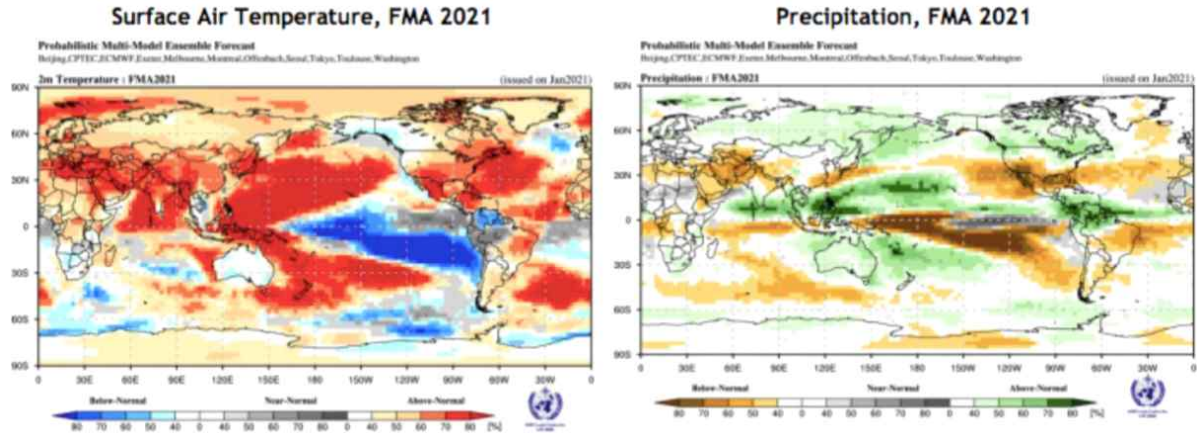 Surface Air Temperature, FMA 2021
Probabilistic Multi-Model Ensemble Forecast
Beijing,CPTEC,ECMWF,Exeter,Melbourne,Montreal,Offenbach,Seoul,Tokyo,Toulouse,Washington
2m Temperature : FMA2021 (issued on Jan2021)
90N
60N
30N
0
30S
60S
90S
0 30E 60E 90E 120E 150E 180 150W 120W 90W 60W 30W 0
Below-Normal Near-Normal Above-Normal
80 70 60 50 40 0 40 50 60 70 80 0 40 50 60 70 80 [%]
Precipitation, FMA 2021
Probabilistic Multi-Model Ensemble Forecast
Beijing,CPTEC,ECMWF,Exeter,Melbourne,Montreal,Offenbach,Seoul,Tokyo,Toulouse,Washington
Precipitation : FMA2021 (issued on Jan2021)
90N
60N
30N
0
30S
60S
90S
0 30E 60E 90E 120E 150E 180 150W 120W 90W 60W 30W 0
Below-Normal Near-Normal Above-Normal
80 70 60 50 40 0 40 50 60 70 80 0 40 50 60 70 80 [%]